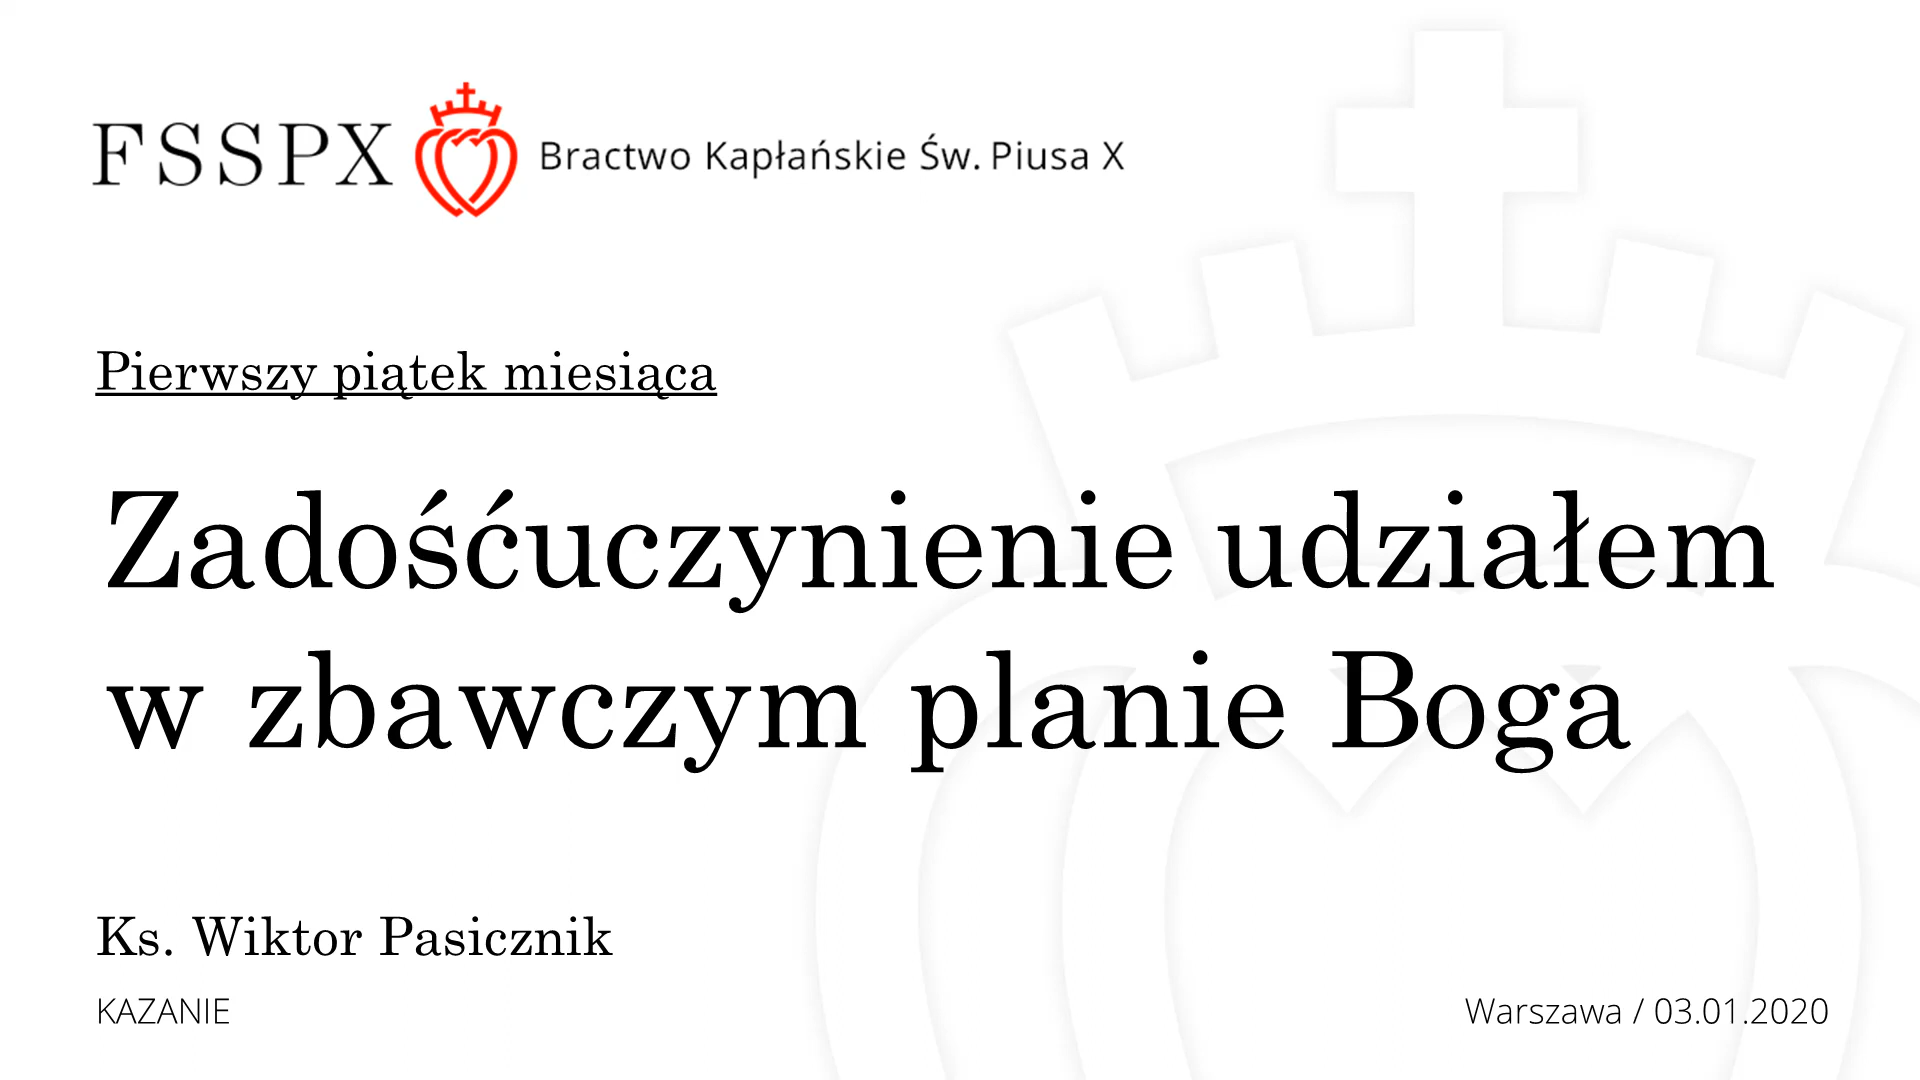 FSSPX Bractwo Kapłańskie Św. Piusa X
Pierwszy piątek miesiąca
Zadośćuczynienie udziałem
w zbawczym planie Boga
Ks. Wiktor Pasicznik
KAZANIE
Warszawa / 03.01.2020